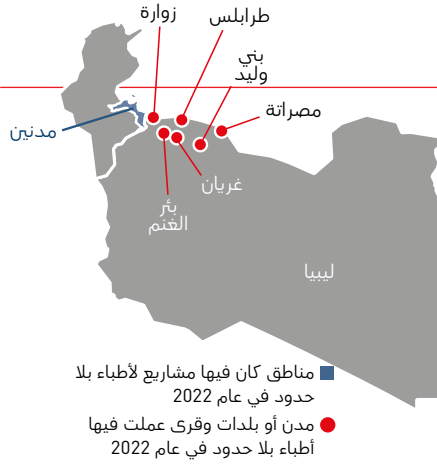 زوارة
طرابلس
بني
وليد
مصراتة
مدنين
غريان
بئر
الغنم
ليبيا
مناطق كان فيها مشاريع لأطباء بلا
حدود في عام 2022
مدن أو بلدات وقرى عملت فيها
أطباء بلا حدود في عام 2022